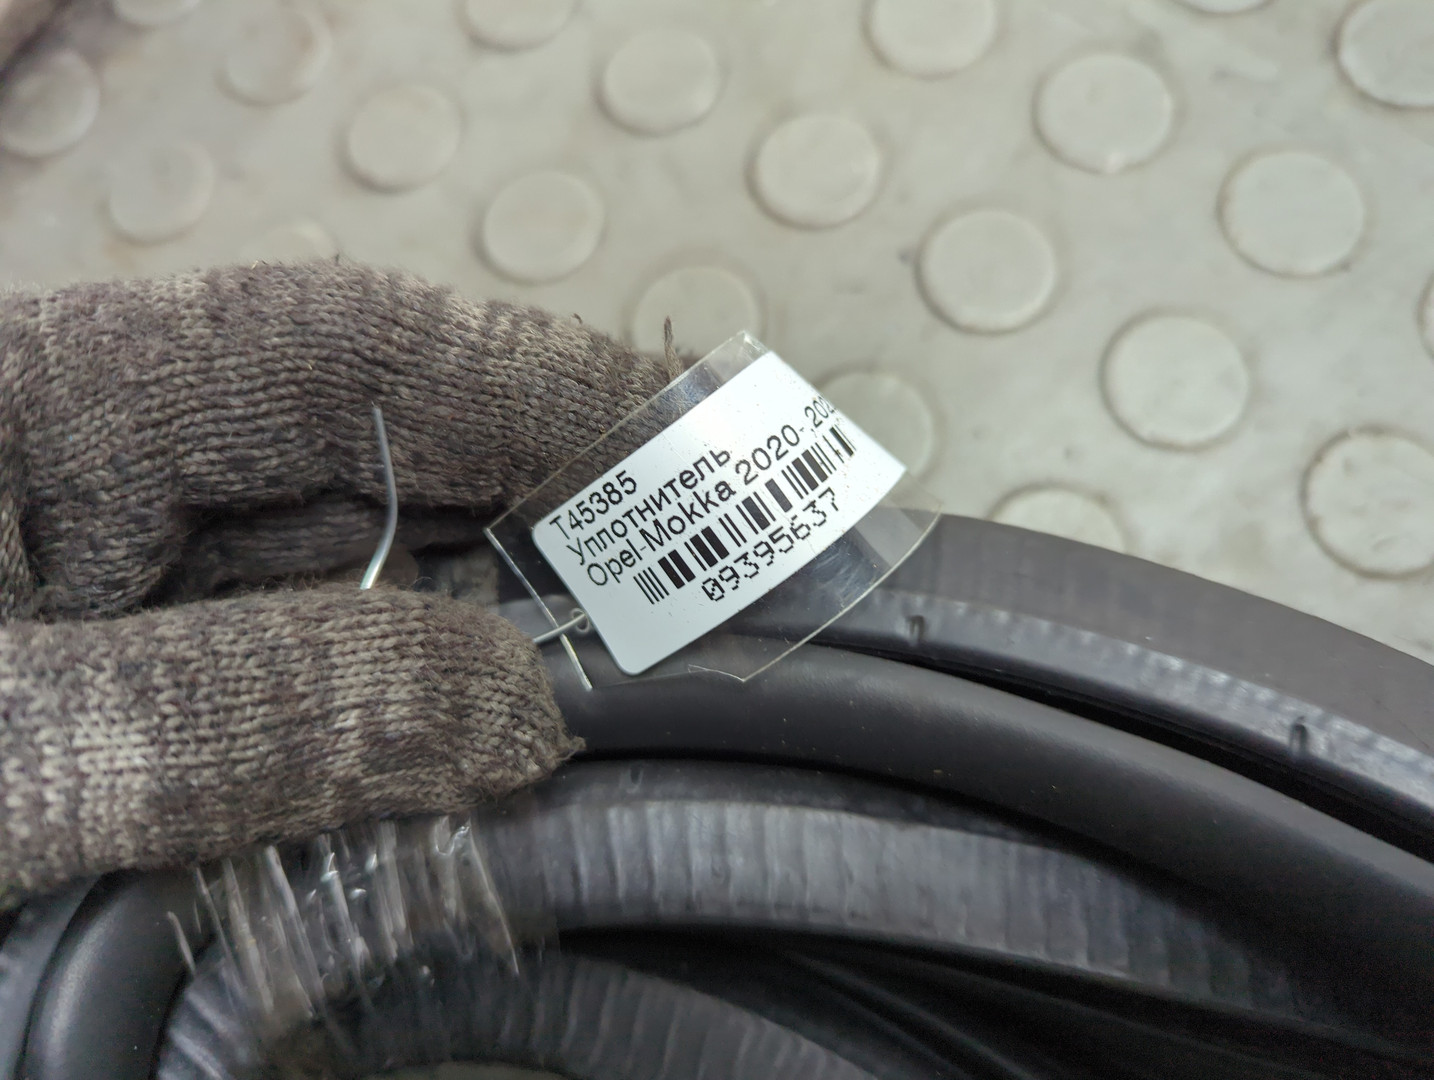 T45385
Уплотнитель
Opel-Mokka 2020-
09395637